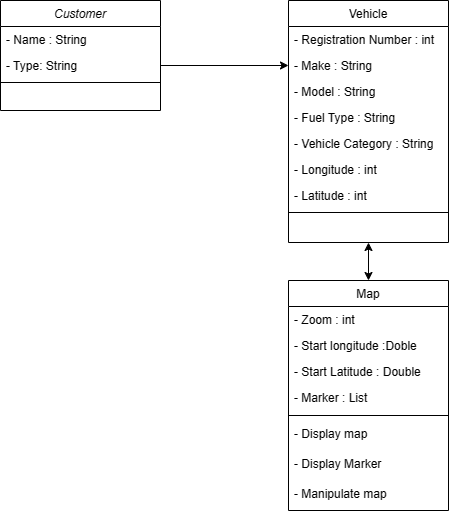 Customer
- Name : String
- Type: String
Vehicle
- Registration Number : int
- Make : String
- Model : String
- Fuel Type : String
- Vehicle Category : String
- Longitude : int
- Latitude : int
Map
- Zoom : int
- Start longitude :Doble
- Start Latitude : Double
- Marker : List
- Display map
- Display Marker
- Manipulate map